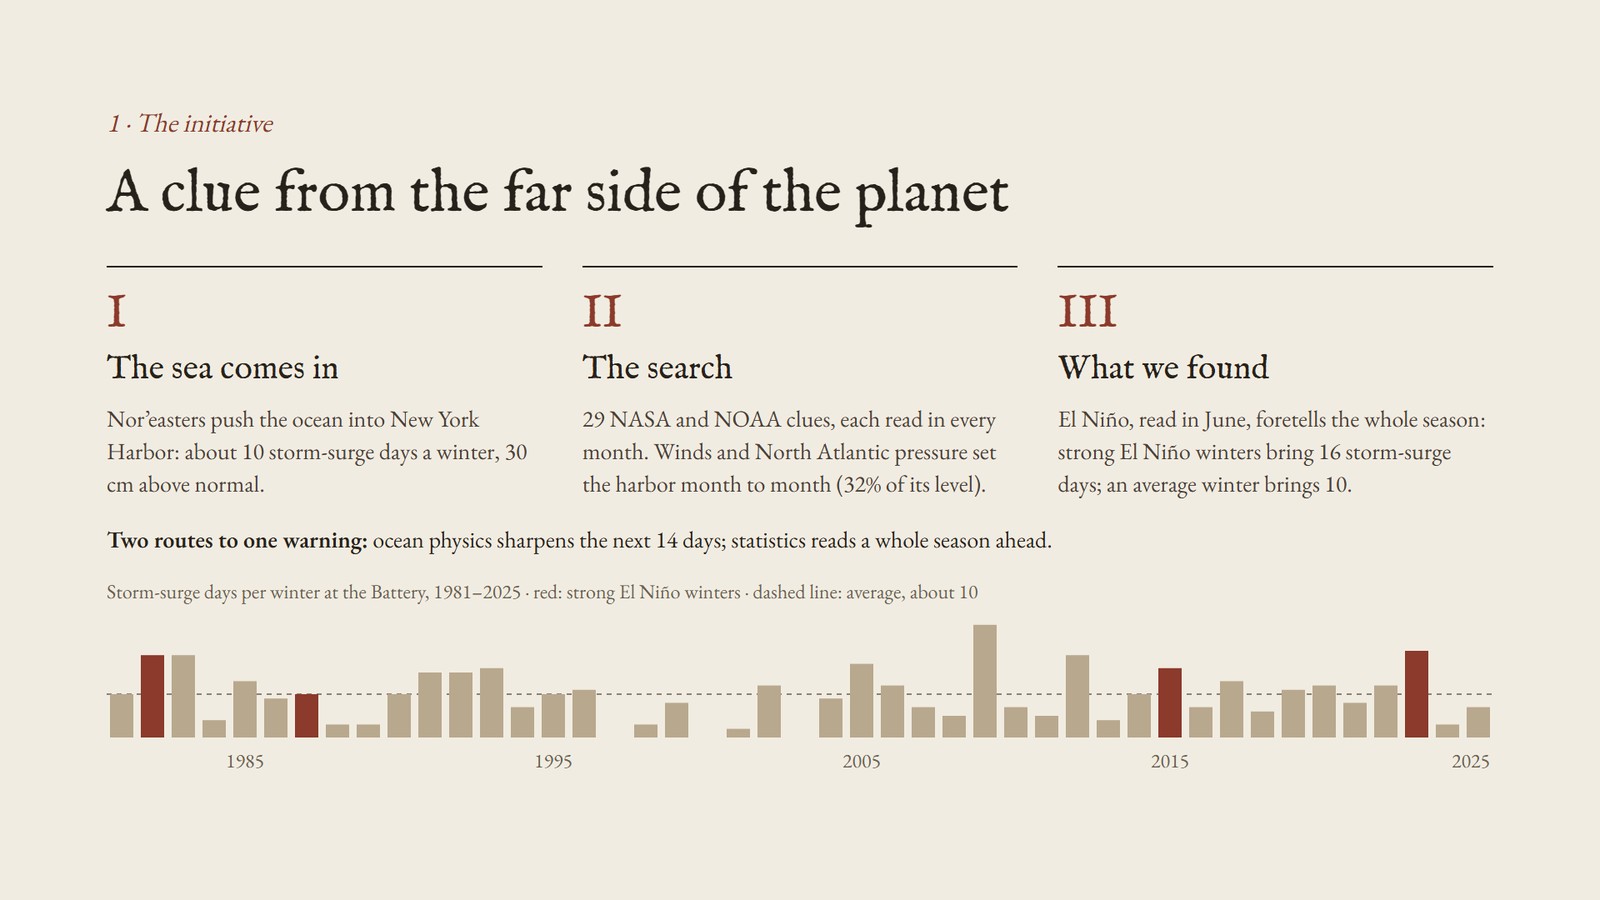 1 · The initiative
A clue from the far side of the planet
I
The sea comes in
Nor’easters push the ocean into New York
Harbor: about 10 storm-surge days a winter, 30
cm above normal.
II
The search
29 NASA and NOAA clues, each read in every
month. Winds and North Atlantic pressure set
the harbor month to month (32% of its level).
III
What we found
El Niño, read in June, foretells the whole season:
strong El Niño winters bring 16 storm-surge
days; an average winter brings 10.
Two routes to one warning: ocean physics sharpens the next 14 days; statistics reads a whole season ahead.
Storm-surge days per winter at the Battery, 1981–2025 · red: strong El Niño winters · dashed line: average, about 10
1985 1995 2005 2015 2025